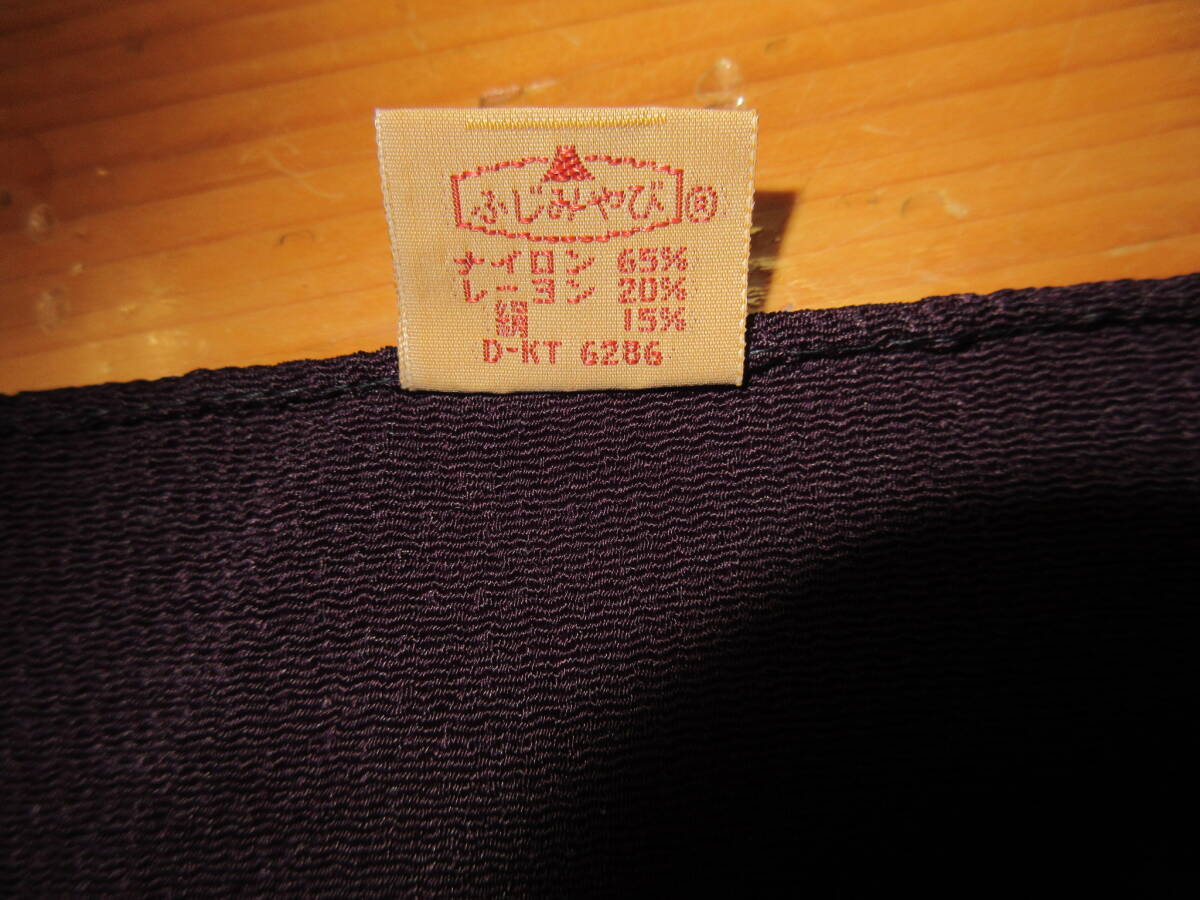 ふじみやび®
ナイロン 65%
レーヨン 20%
絹 15%
D-KT 6286